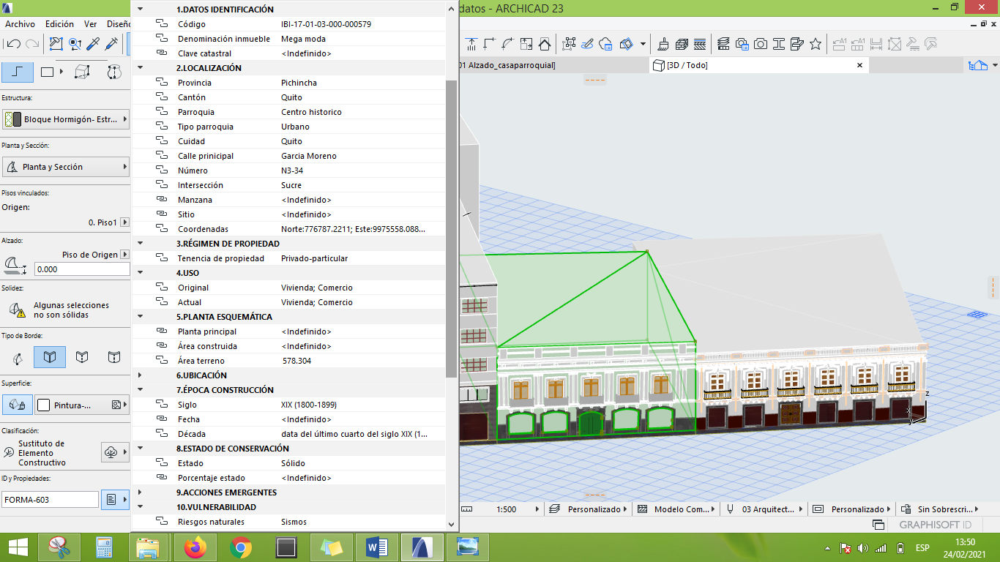 datos - ARCHICAD 23
Archivo Edición Ver Diseñ
01 Alzado_casaparroquial]
[3D / Todo]
Estructura:
Bloque Hormigón- Estr...
Planta y Sección:
Planta y Sección
Pisos vinculados:
Origen:
0. Piso1
Alzado:
Piso de Origen
0.000
Solidez:
Algunas selecciones
no son sólidas
Tipo de Borde:
Superficie:
Pintura-...
Clasificación:
Sustituto de
Elemento
Constructivo
ID y Propiedades:
FORMA-603
1.DATOS IDENTIFICACIÓN
Código IBI-17-01-03-000-000579
Denominación inmueble Mega moda
Clave catastral <Indefinido>
2.LOCALIZACIÓN
Provincia Pichincha
Cantón Quito
Parroquia Centro historico
Tipo parroquia Urbano
Cuidad Quito
Calle prinicipal Garcia Moreno
Número N3-34
Intersección Sucre
Manzana <Indefinido>
Sitio <Indefinido>
Coordenadas Norte:776787.2211; Este:9975558.088...
3.RÉGIMEN DE PROPIEDAD
Tenencia de propiedad Privado-particular
4.USO
Original Vivienda; Comercio
Actual Vivienda; Comercio
5.PLANTA ESQUEMÁTICA
Planta principal <Indefinido>
Área construida <Indefinido>
Área terreno 578.304
6.UBICACIÓN
7.ÉPOCA CONSTRUCCIÓN
Siglo XIX (1800-1899)
Fecha <Indefinido>
Década data del último cuarto del siglo XIX (1...
8.ESTADO DE CONSERVACIÓN
Estado Sólido
Porcentaje estado <Indefinido>
9.ACCIONES EMERGENTES
10.VULNERABILIDAD
Riesgos naturales Sismos
z
x
y
1:500 Personalizado Modelo Com... 03 Arquitect... Personalizado Sin Sobrescri...
GRAPHISOFT ID
ESP
13:50
24/02/2021